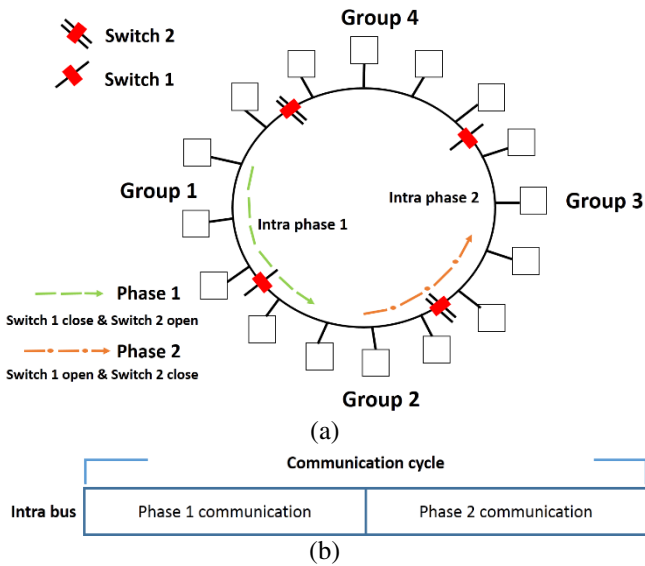 Group 4
Switch 2
Switch 1
Group 1
Intra phase 1
Intra phase 2
Group 3
Phase 1
Switch 1 close & Switch 2 open
Phase 2
Switch 1 open & Switch 2 close
Group 2
(a)
Communication cycle
Intra bus
Phase 1 communication
Phase 2 communication
(b)